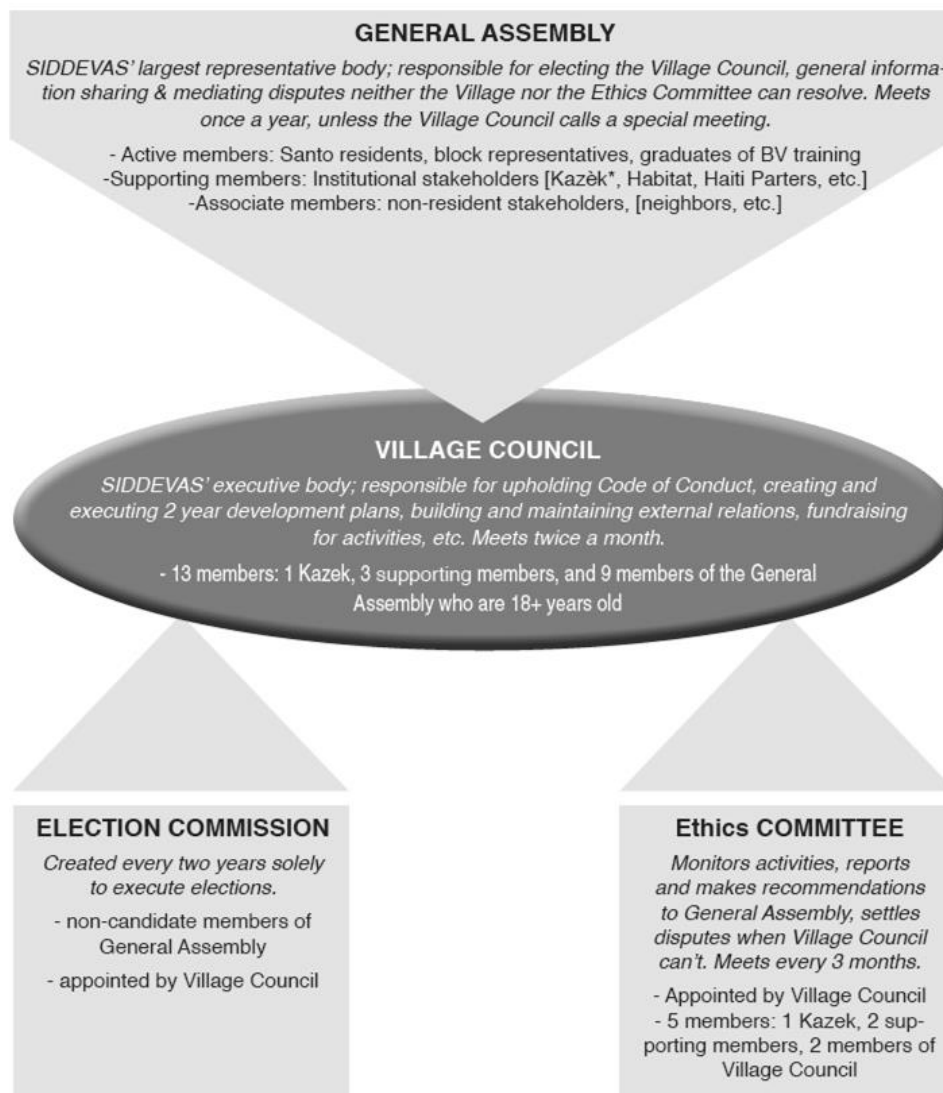 GENERAL ASSEMBLY
SIDDEVAS’ largest representative body; responsible for electing the Village Council, general informa-
tion sharing & mediating disputes neither the Village nor the Ethics Committee can resolve. Meets
once a year, unless the Village Council calls a special meeting.
- Active members: Santo residents, block representatives, graduates of BV training
-Supporting members: Institutional stakeholders [Kazèk*, Habitat, Haiti Parters, etc.]
-Associate members: non-resident stakeholders, [neighbors, etc.]
VILLAGE COUNCIL
SIDDEVAS’ executive body; responsible for upholding Code of Conduct, creating and
executing 2 year development plans, building and maintaining external relations, fundraising
for activities, etc. Meets twice a month.
- 13 members: 1 Kazek, 3 supporting members, and 9 members of the General
Assembly who are 18+ years old
ELECTION COMMISSION
Created every two years solely
to execute elections.
- non-candidate members of
General Assembly
- appointed by Village Council
Ethics COMMITTEE
Monitors activities, reports
and makes recommendations
to General Assembly, settles
disputes when Village Council
can’t. Meets every 3 months.
- Appointed by Village Council
- 5 members: 1 Kazek, 2 sup-
porting members, 2 members of
Village Council